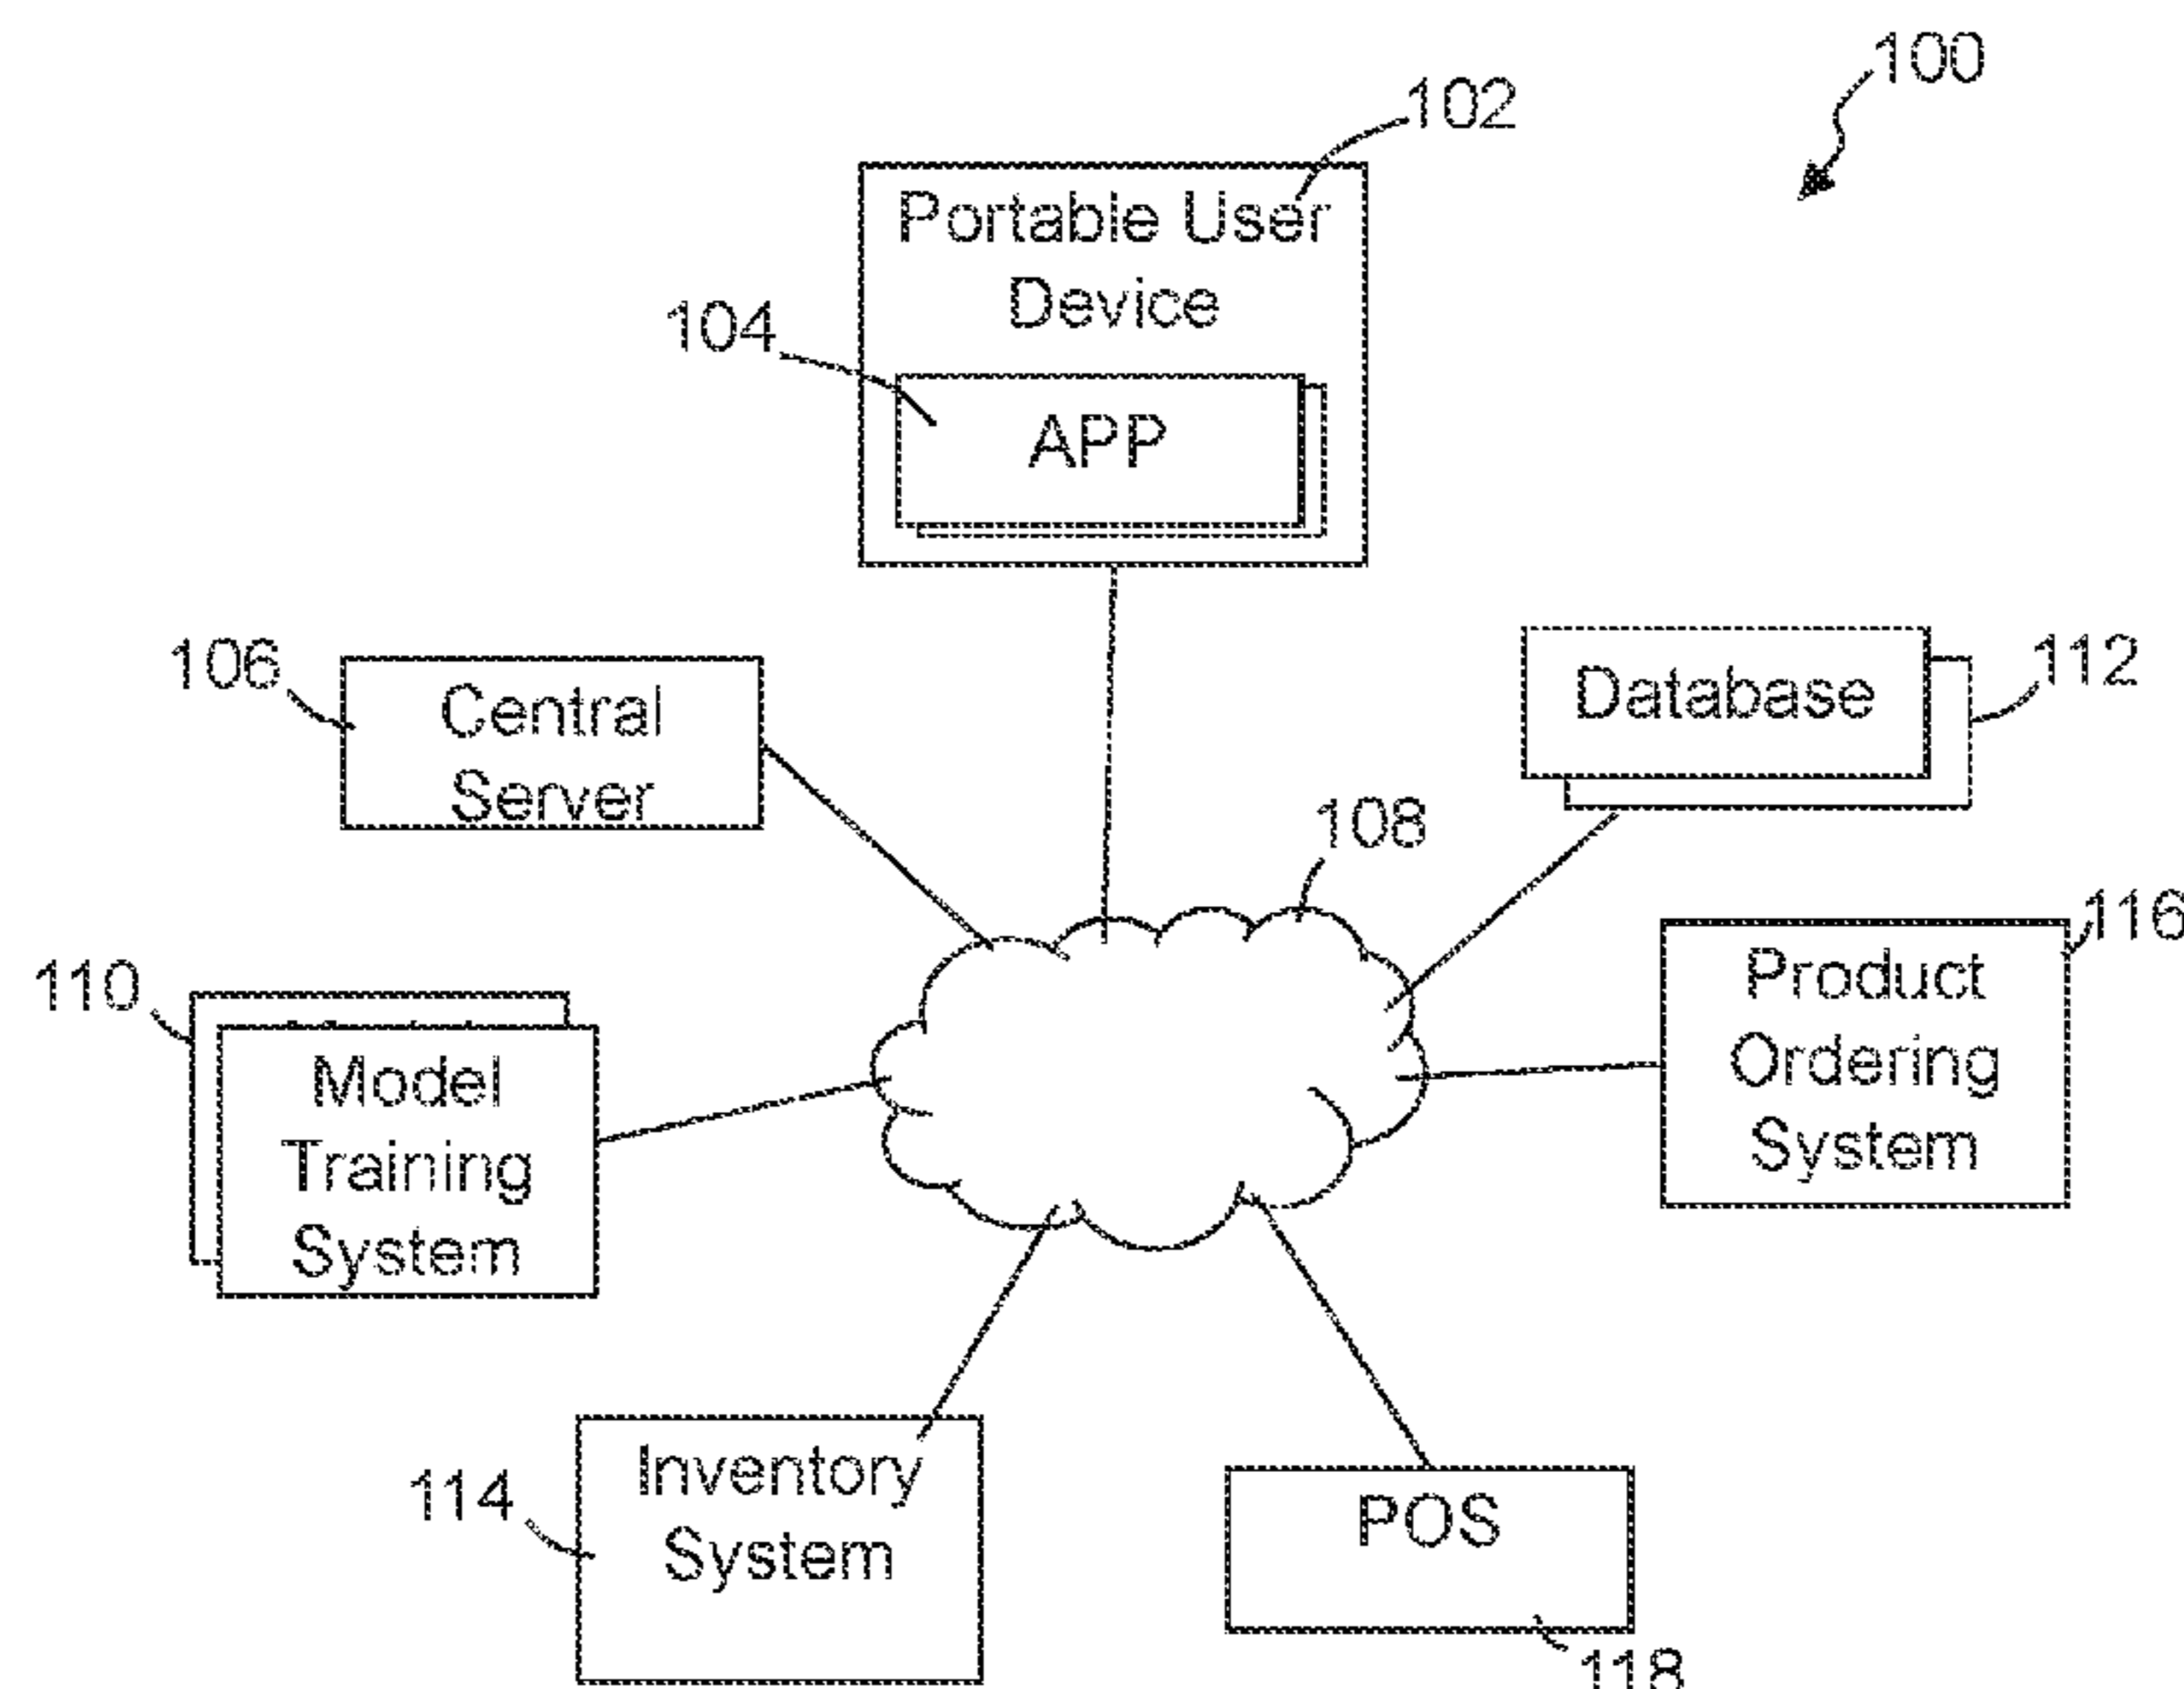 100
102
Portable User
Device
104
APP
106
Central
Server
Database
112
108
116
Product
Ordering
System
110
Model
Training
System
114
Inventory
System
POS
118